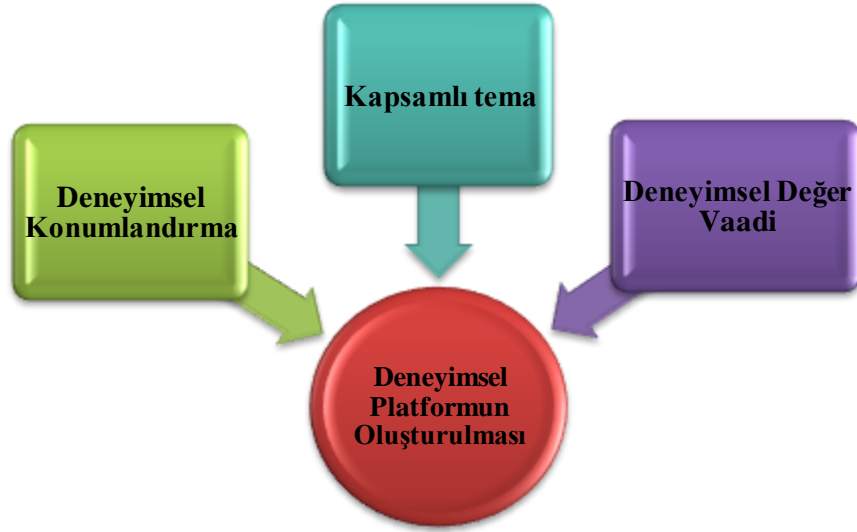 Kapsamlı tema
Deneyimsel
Konumlandırma
Deneyimsel Değer
Vaadi
Deneyimsel
Platformun
Oluşturulması